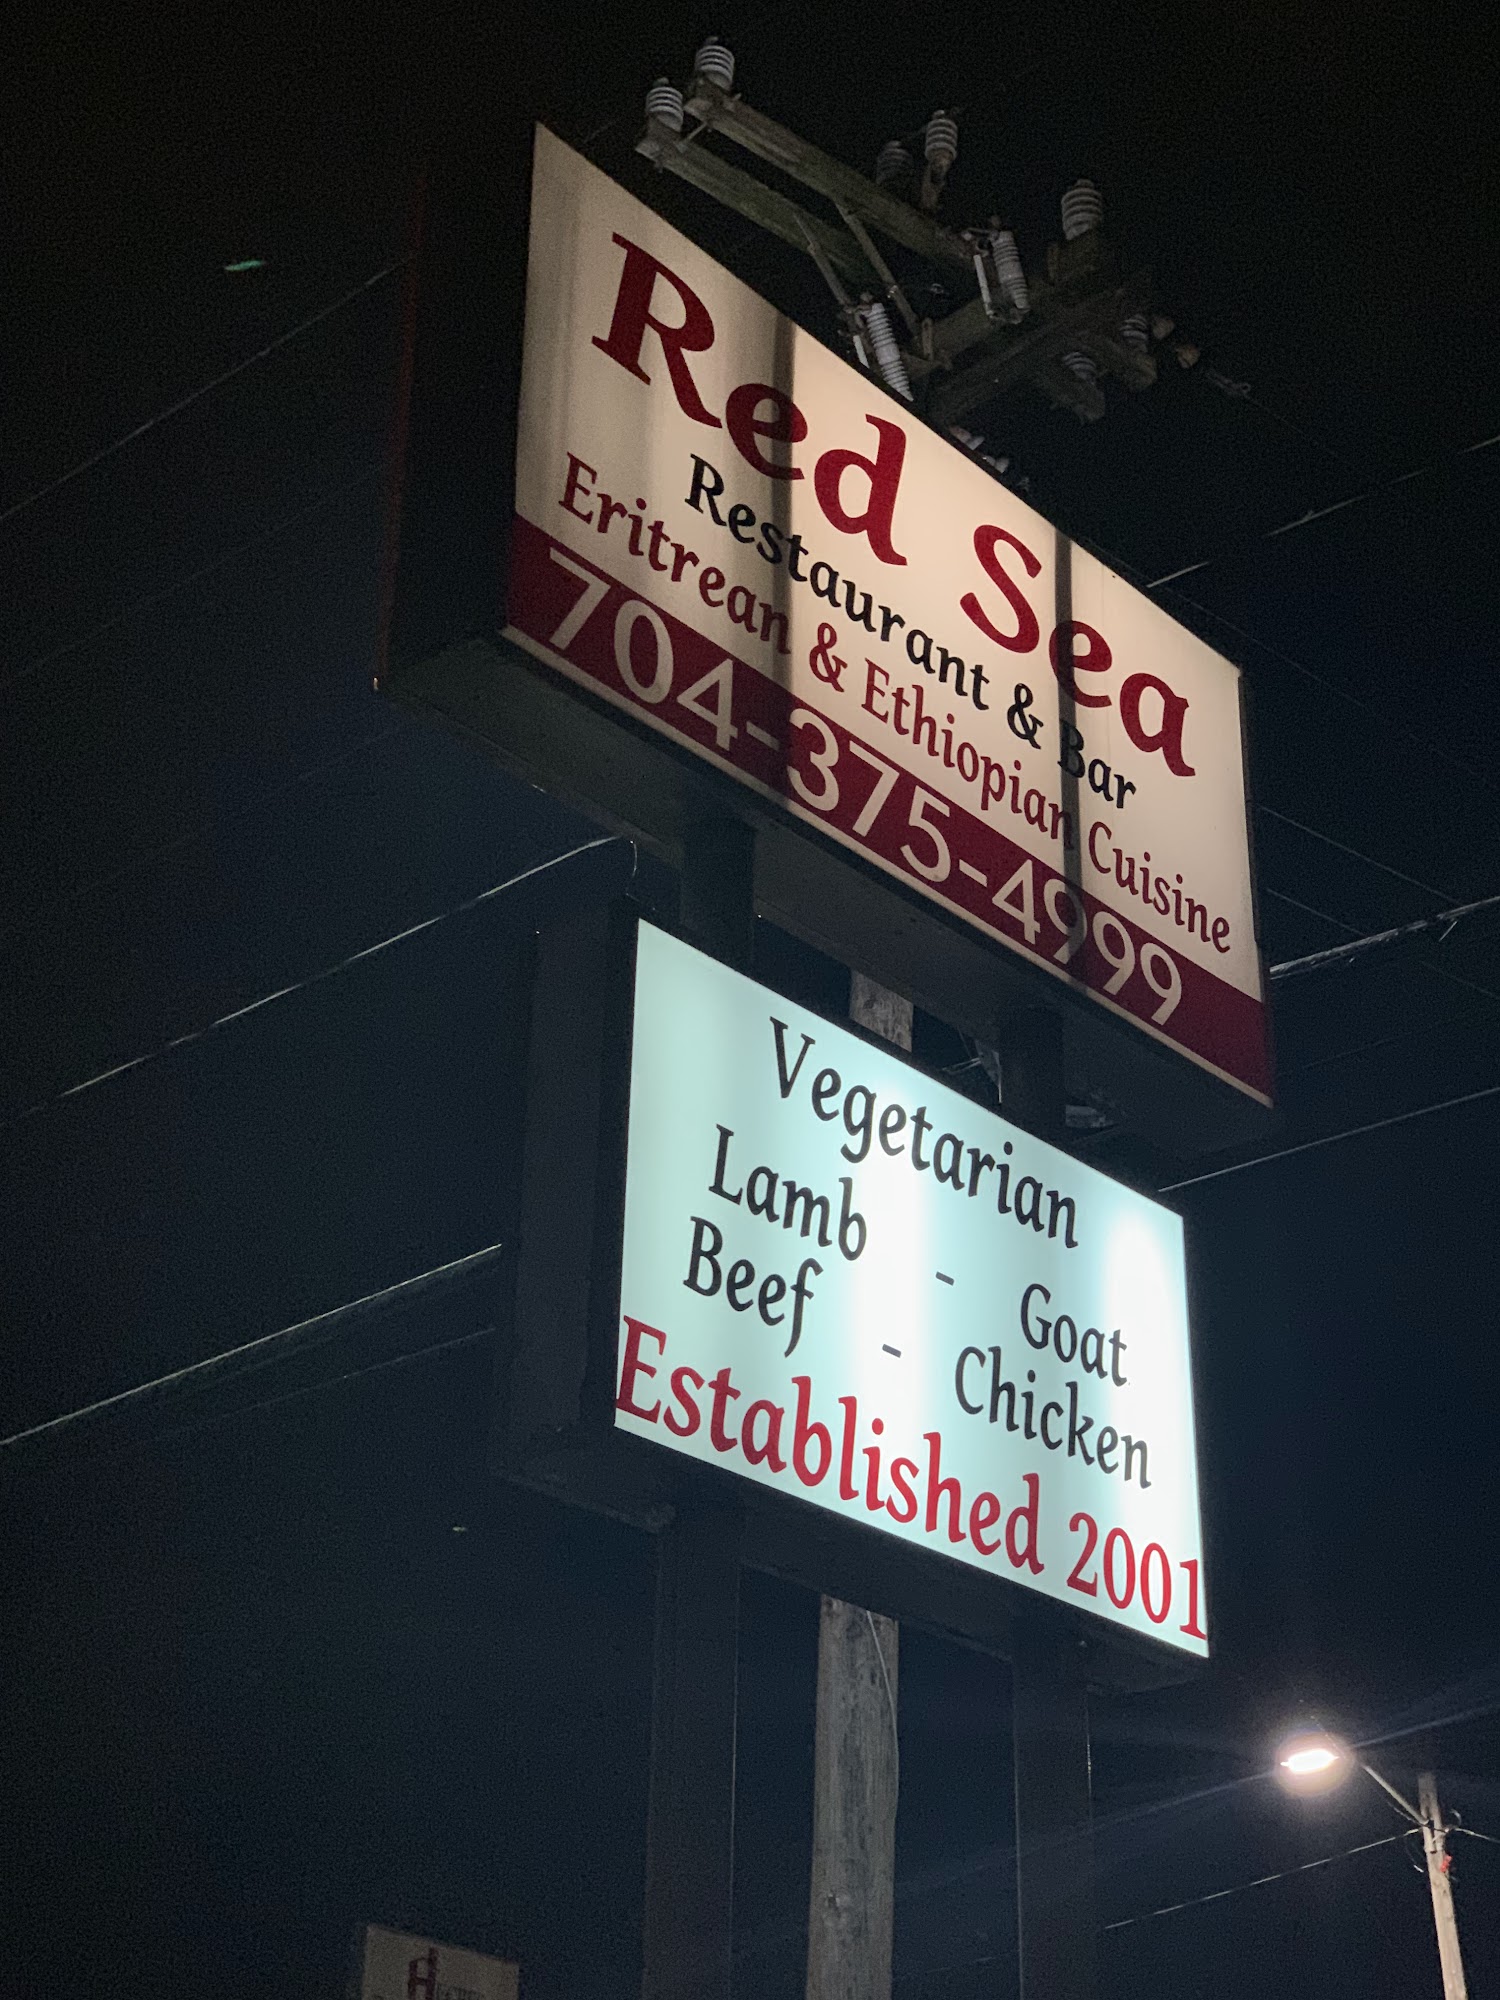 Red Sea
Restaurant & Bar
Eritrean & Ethiopian Cuisine
704-375-4999
Vegetarian
Lamb - Goat
Beef - Chicken
Established 2001